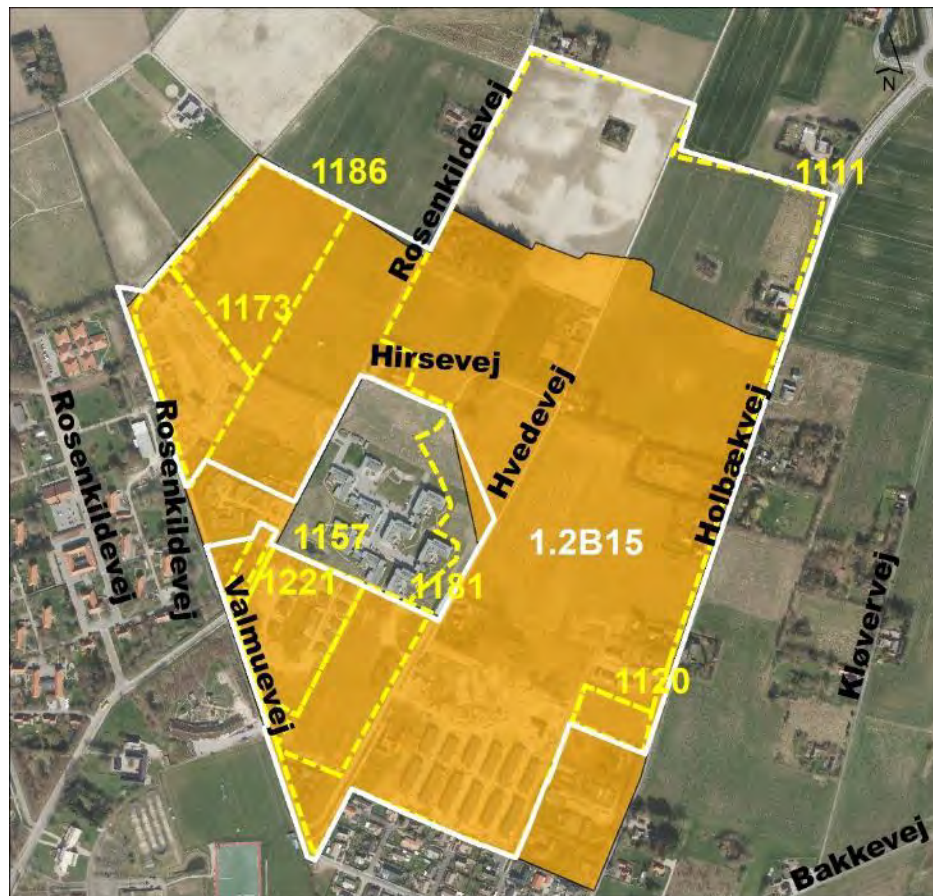 N
1186
Rosenkildevej
1111
1173
Hirsevej
Hvedevej
Rosenkildevej
Rosenkildevej
Holbækvej
1157
1.2B15
1221
1181
Valmuevej
Kløvervej
1120
Bakkevej